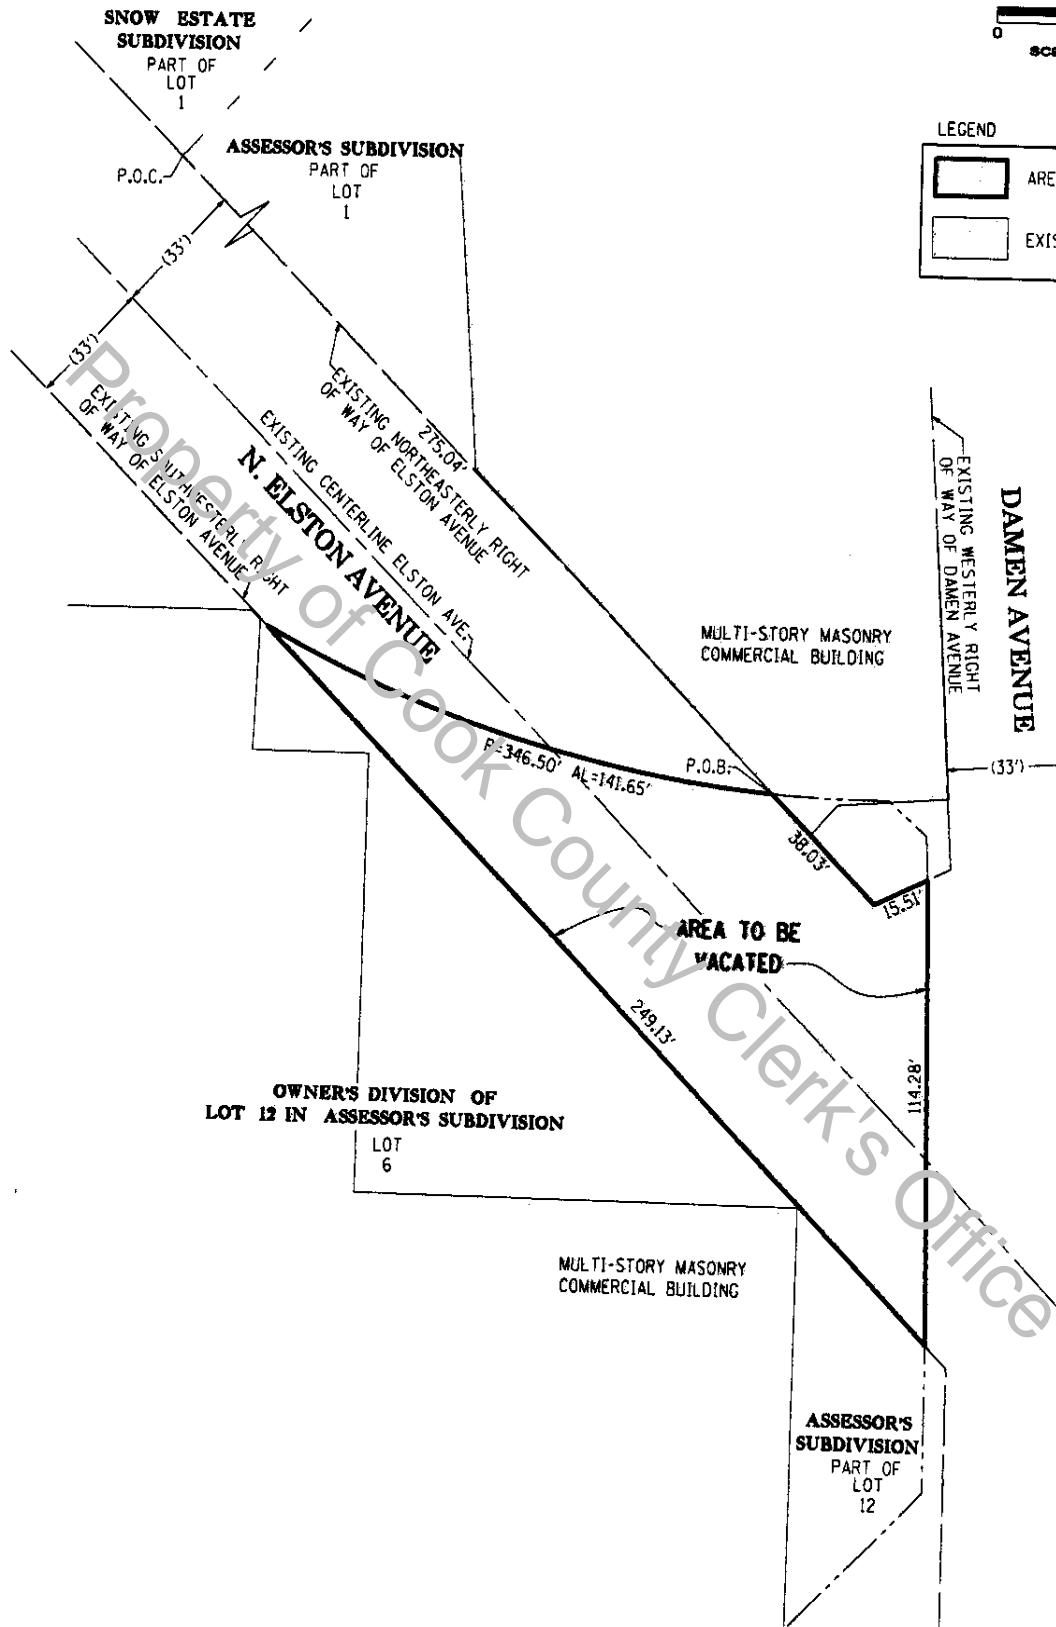 SNOW ESTATE
SUBDIVISION
PART OF
LOT
1
0
LEGEND
P.O.C.
ASSESSOR'S SUBDIVISION
PART OF
LOT
1
(33')
(33')
EXISTING SOUTHWESTERLY RIGHT
OF WAY OF ELSTON AVENUE
N. ELSTON AVENUE
EXISTING CENTERLINE ELSTON AVE.
EXISTING NORTHEASTERLY RIGHT
OF WAY OF ELSTON AVENUE
275.04'
EXISTING WESTERLY RIGHT
OF WAY OF DAMEN AVENUE
DAMEN AVENUE
MULTI-STORY MASONRY
COMMERCIAL BUILDING
(33')
P.O.B.
R=346.50' AL=141.65'
38.03'
15.51'
AREA TO BE
VACATED
249.13'
114.28'
OWNER'S DIVISION OF
LOT 12 IN ASSESSOR'S SUBDIVISION
LOT
6
MULTI-STORY MASONRY
COMMERCIAL BUILDING
ASSESSOR'S
SUBDIVISION
PART OF
LOT
12
Property of Cook County Clerk's Office